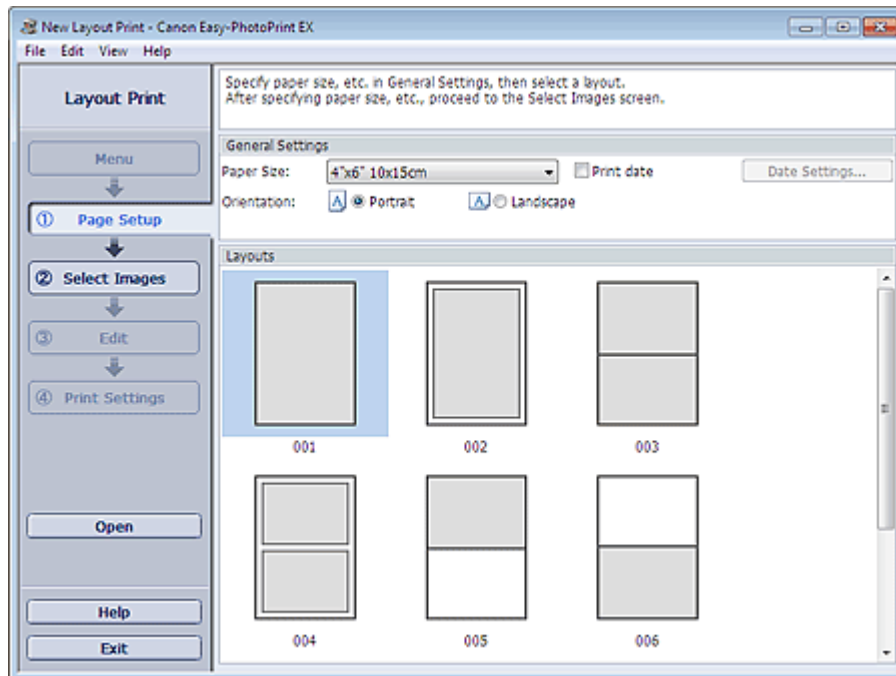 New Layout Print - Canon Easy-PhotoPrint EX
File Edit View Help
Layout Print
Specify paper size, etc. in General Settings, then select a layout.
After specifying paper size, etc., proceed to the Select Images screen.
Menu
① Page Setup
② Select Images
③ Edit
④ Print Settings
Open
Help
Exit
General Settings
Paper Size: 4"x6" 10x15cm Print date Date Settings...
Orientation: A Portrait A Landscape
Layouts
001 002 003
004 005 006